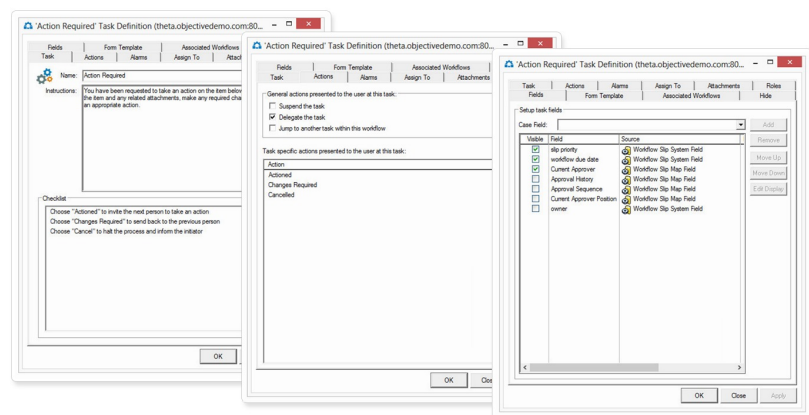 'Action Required' Task Definition (theta.objectivedemo.com:80...
Fields Form Template Associated Workflows
Task Actions Alarms Assign To Attach
Name: Action Required
Instructions: You have been requested to take an action on the item below
the item and any related attachments, make any required cha
an appropriate action.
Checklist
Choose "Actioned" to invite the next person to take an action
Choose "Changes Required" to send back to the previous person
Choose "Cancel" to halt the process and inform the initiator
OK
'Action Required' Task Definition (theta.objectivedemo.com:80...
Fields Form Template Associated Workflows
Task Actions Alarms Assign To Attachments
General actions presented to the user at this task.
Suspend the task
Delegate the task
Jump to another task within this workflow
Task specific actions presented to the user at this task:
Action
Actioned
Changes Required
Cancelled
OK Clos
'Action Required' Task Definition (theta.objectivedemo.com:80...
Task Actions Alarms Assign To Attachments Roles
Fields Form Template Associated Workflows Hide
Setup task fields
Case Field: Add
Visible Field Source Remove
slip priority Workflow Slip System Field
workflow due date Workflow Slip System Field Move Up
Current Approver Workflow Slip Map Field Move Down
Approval History Workflow Slip Map Field
Approval Sequence Workflow Slip Map Field Edit Display
Current Approver Position Workflow Slip Map Field
owner Workflow Slip System Field
OK Close Apply